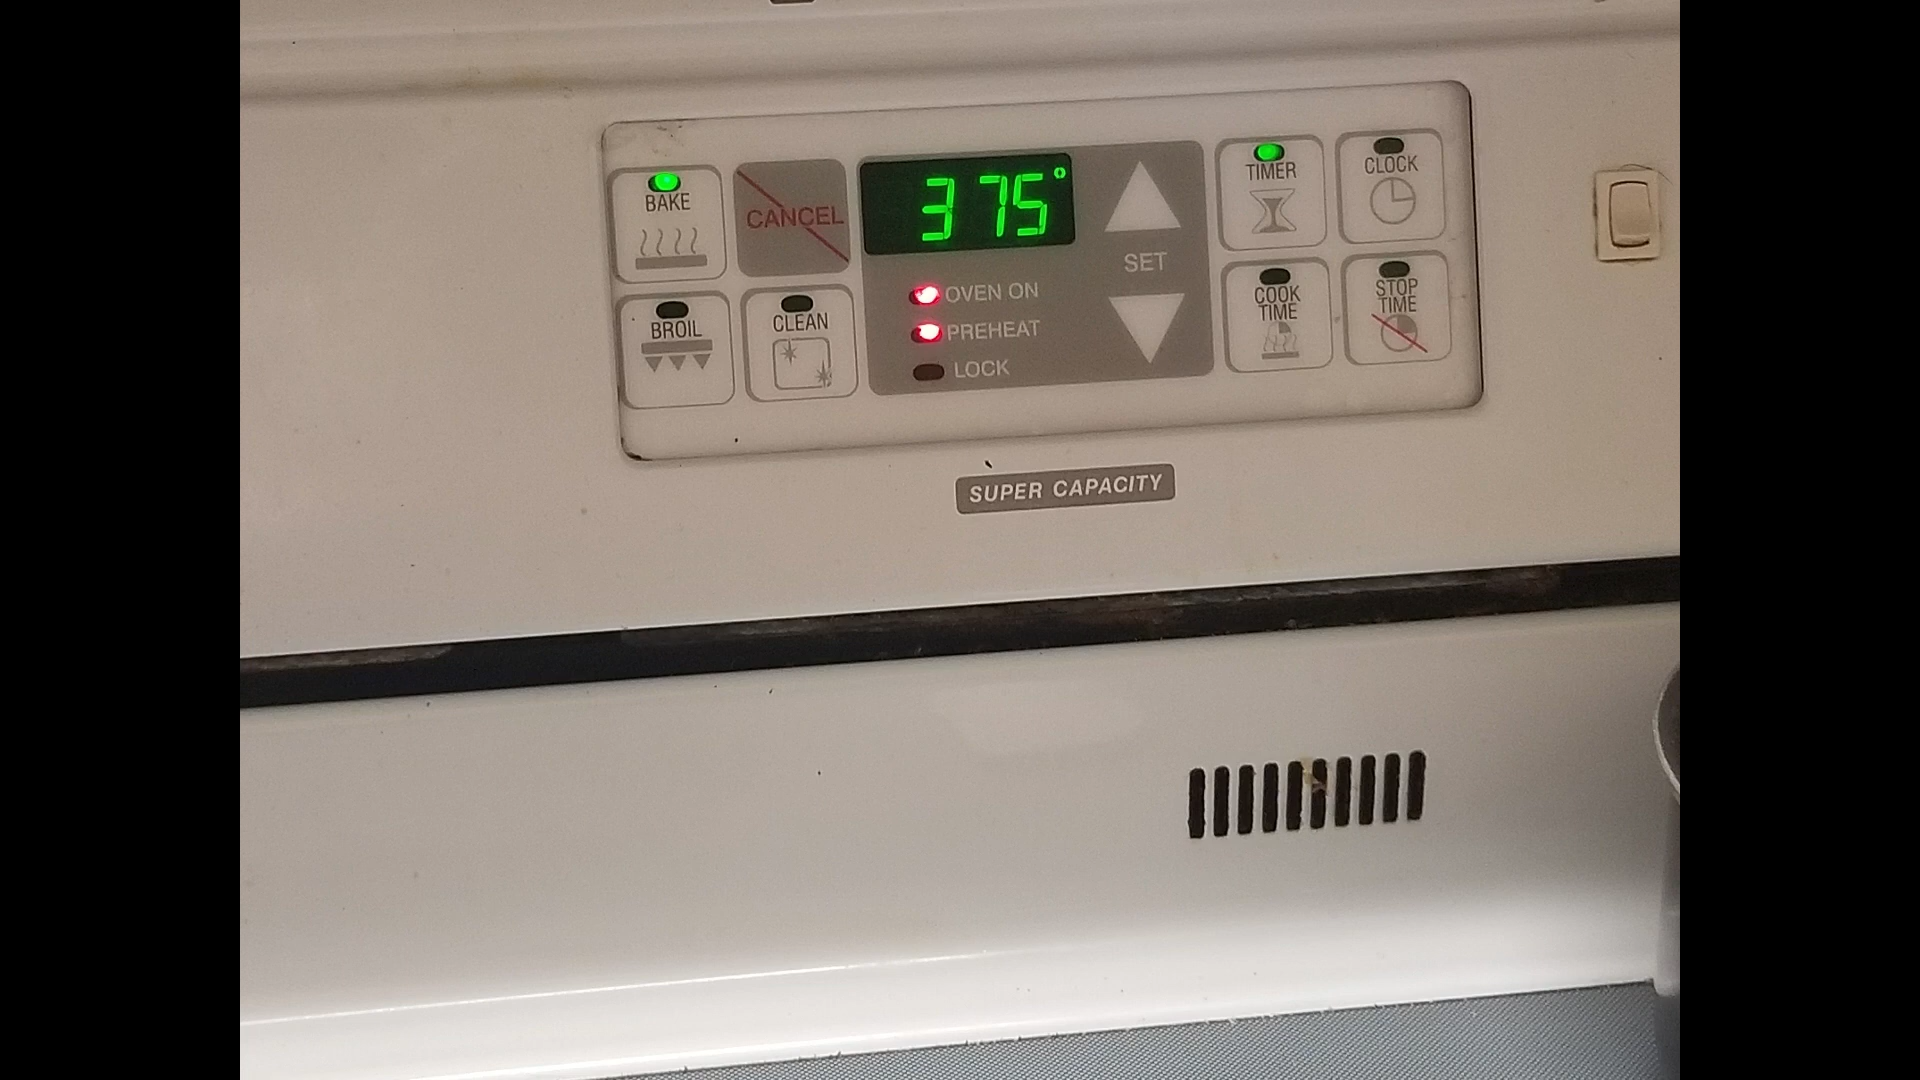 BAKE
CANCEL
375°
SET
TIMER
CLOCK
OVEN ON
PREHEAT
LOCK
BROIL
CLEAN
COOK
TIME
STOP
TIME
SUPER CAPACITY